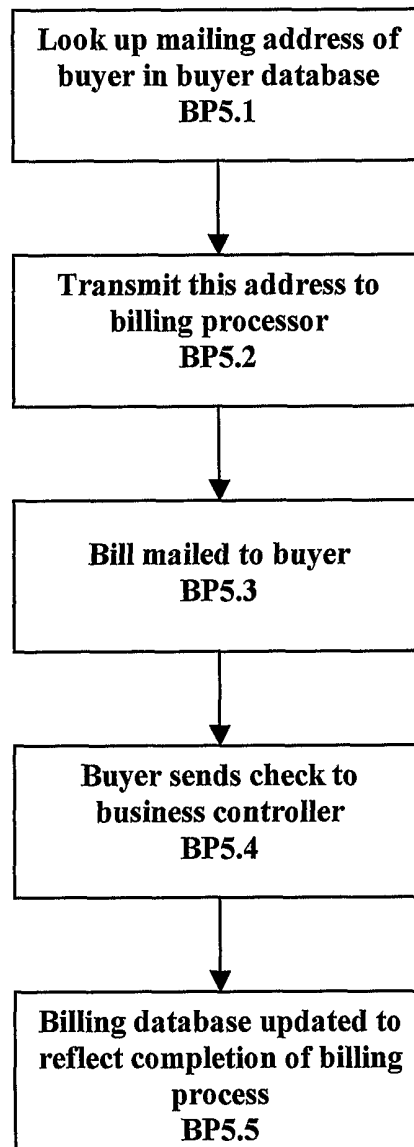 Look up mailing address of
buyer in buyer database
BP5.1
Transmit this address to
billing processor
BP5.2
Bill mailed to buyer
BP5.3
Buyer sends check to
business controller
BP5.4
Billing database updated to
reflect completion of billing
process
BP5.5